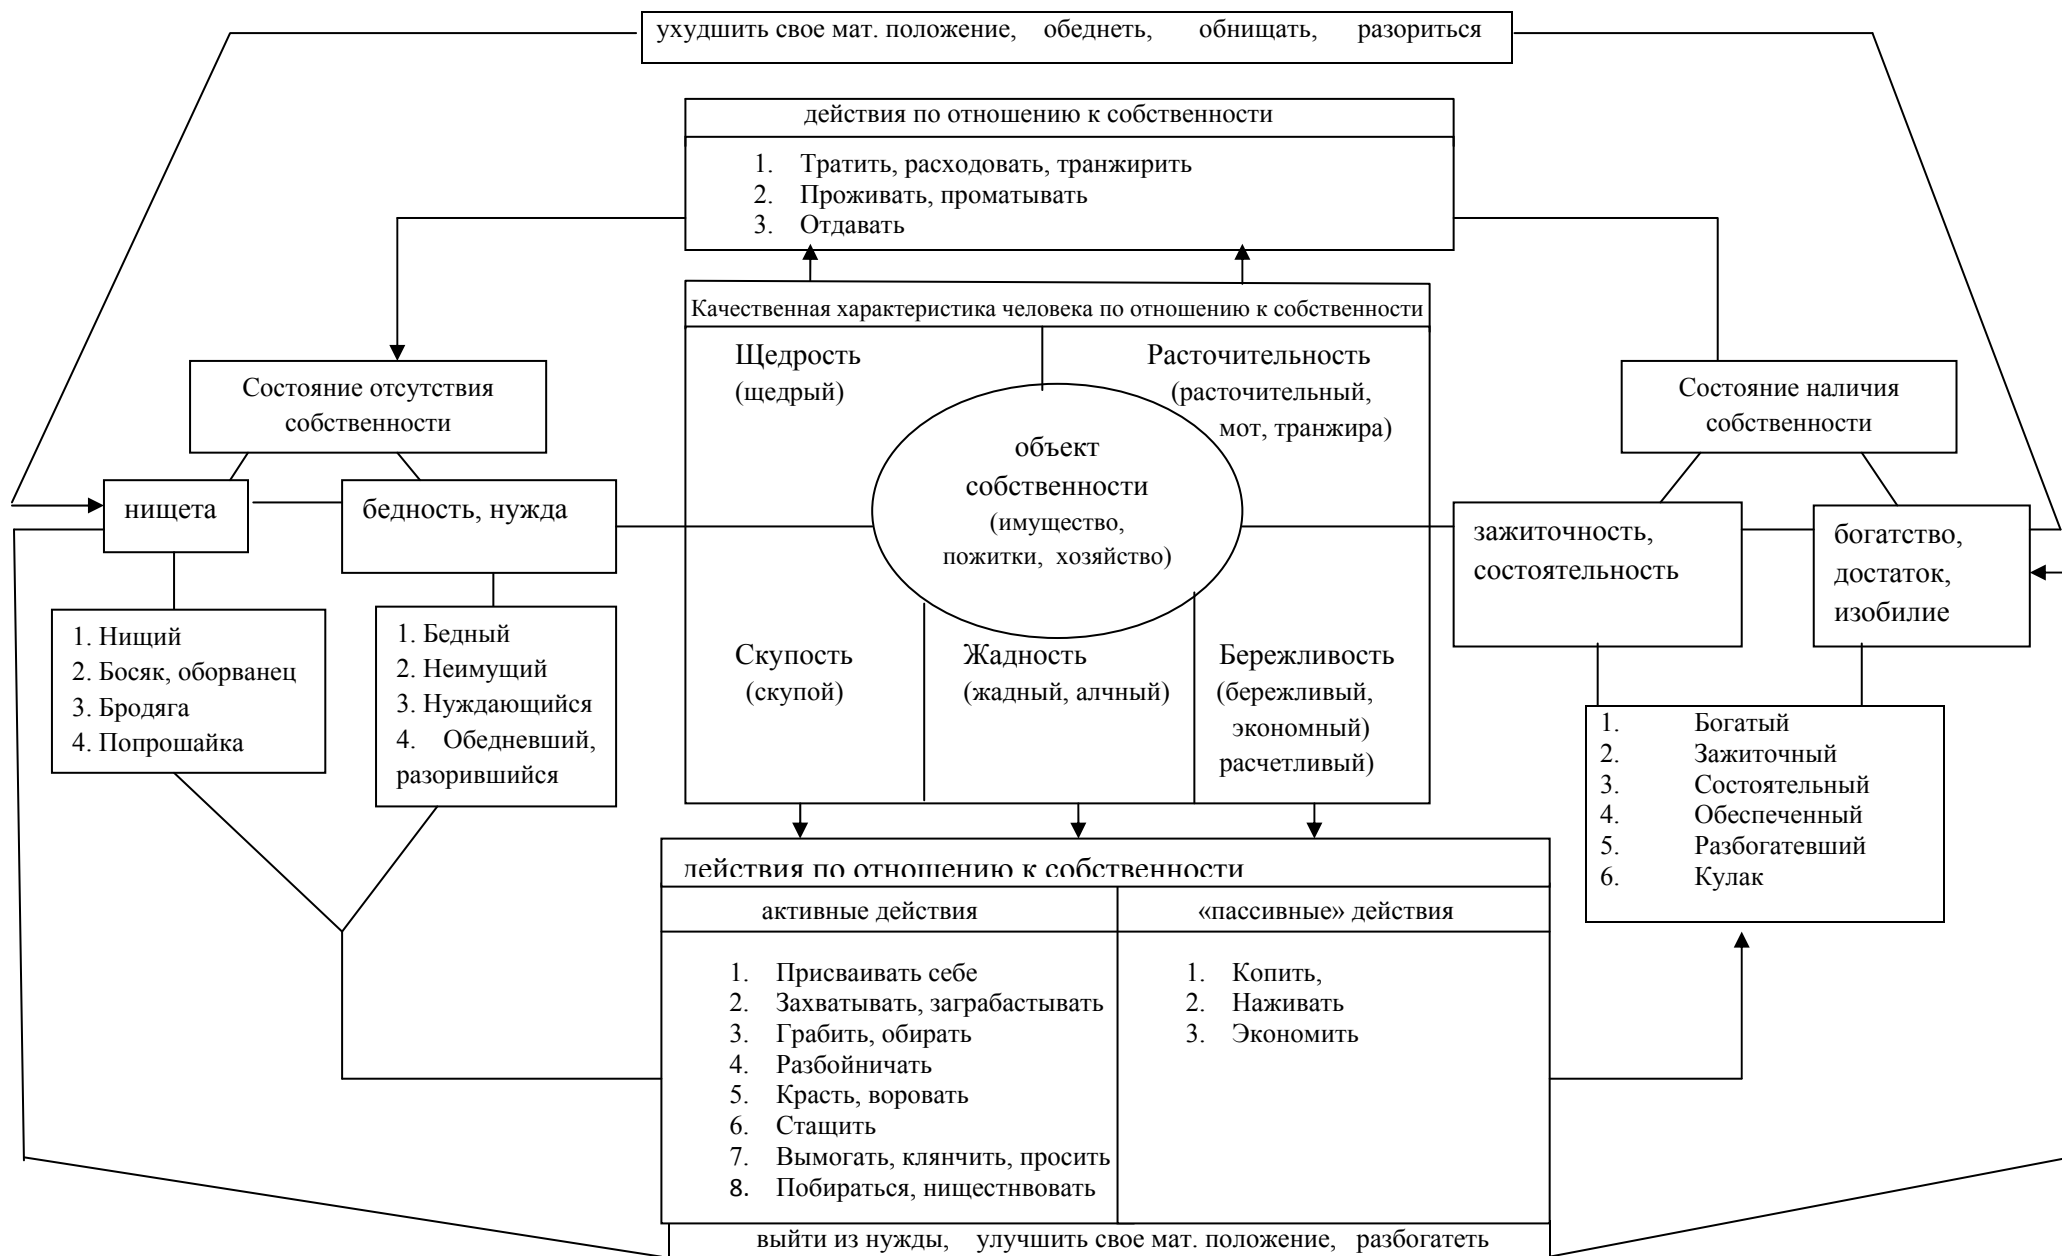 ухудшить свое мат. положение, обеднеть, обнищать, разориться
действия по отношению к собственности
1. Тратить, расходовать, транжирить
2. Проживать, проматывать
3. Отдавать
Качественная характеристика человека по отношению к собственности
Щедрость
(щедрый)
Расточительность
(расточительный,
мот, транжира)
Состояние отсутствия
собственности
Состояние наличия
собственности
объект
собственности
(имущество,
пожитки, хозяйство)
нищета
бедность, нужда
зажиточность,
состоятельность
богатство,
достаток,
изобилие
1. Нищий
2. Босяк, оборванец
3. Бродяга
4. Попрошайка
1. Бедный
2. Неимущий
3. Нуждающийся
4. Обедневший,
разорившийся
Скупость
(скупой)
Жадность
(жадный, алчный)
Бережливость
(бережливый,
экономный)
расчетливый)
1. Богатый
2. Зажиточный
3. Состоятельный
4. Обеспеченный
5. Разбогатевший
6. Кулак
действия по отношению к собственности
активные действия
«пассивные» действия
1. Присваивать себе
2. Захватывать, заграбастывать
3. Грабить, обирать
4. Разбойничать
5. Красть, воровать
6. Стащить
7. Вымогать, клянчить, просить
8. Побираться, нищестнвовать
1. Копить,
2. Наживать
3. Экономить
выйти из нужды, улучшить свое мат. положение, разбогатеть